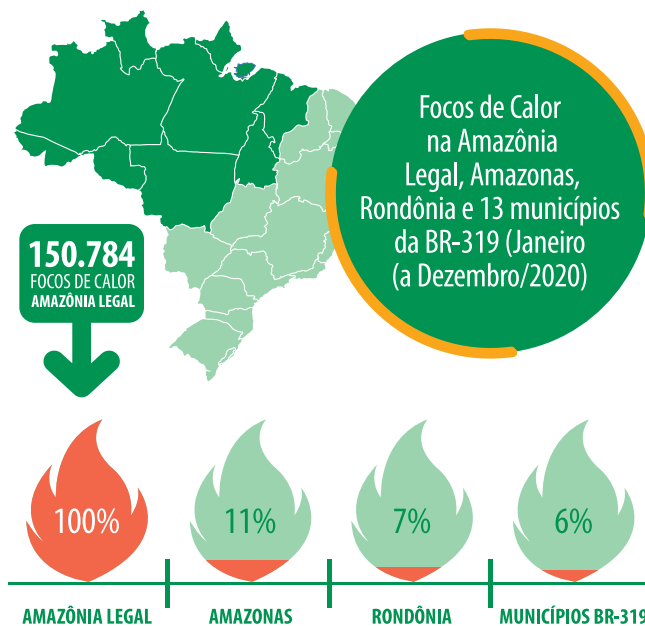 Focos de Calor
na Amazônia
Legal, Amazonas,
Rondônia e 13 municípios
da BR-319 (Janeiro
(a Dezembro/2020)
150.784
FOCOS DE CALOR
AMAZÔNIA LEGAL
100%
11%
7%
6%
AMAZÔNIA LEGAL
AMAZONAS
RONDÔNIA
MUNICÍPIOS BR-319